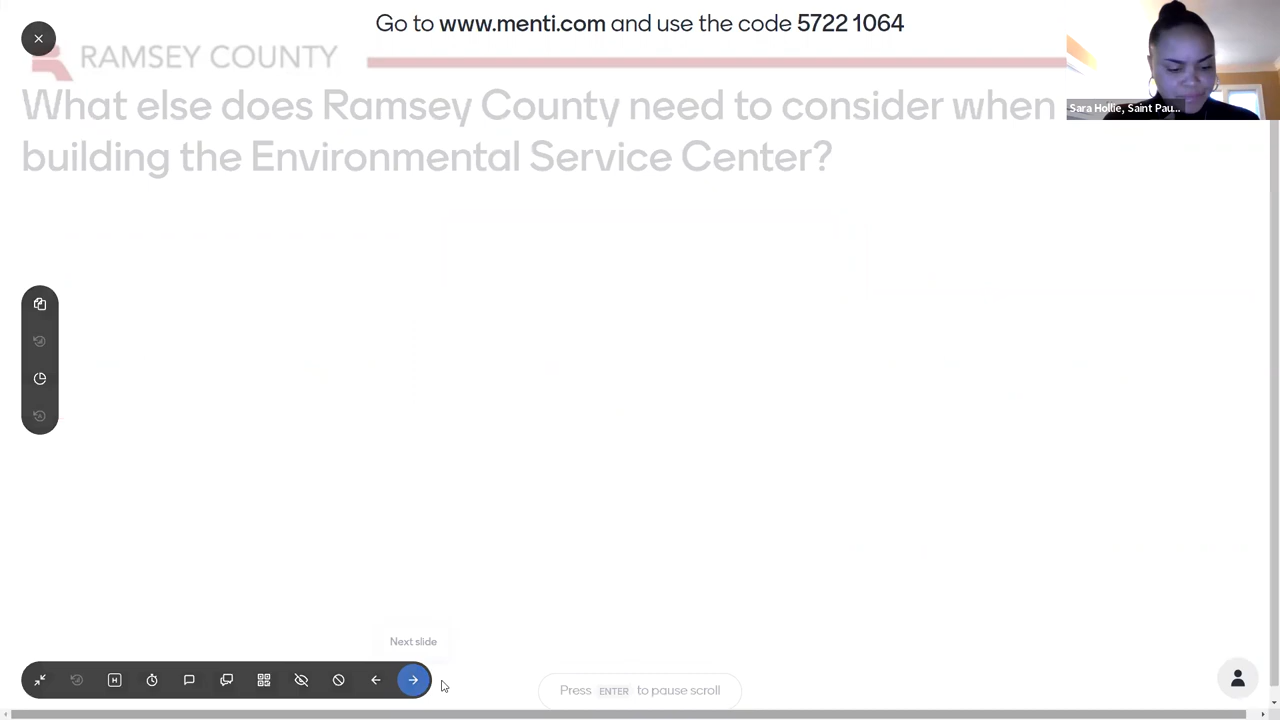 Go to www.menti.com and use the code 5722 1064
RAMSEY COUNTY
Sara Hollie, Saint Pau...
What else does Ramsey County need to consider when
building the Environmental Service Center?
H
Next slide
Press ENTER to pause scroll